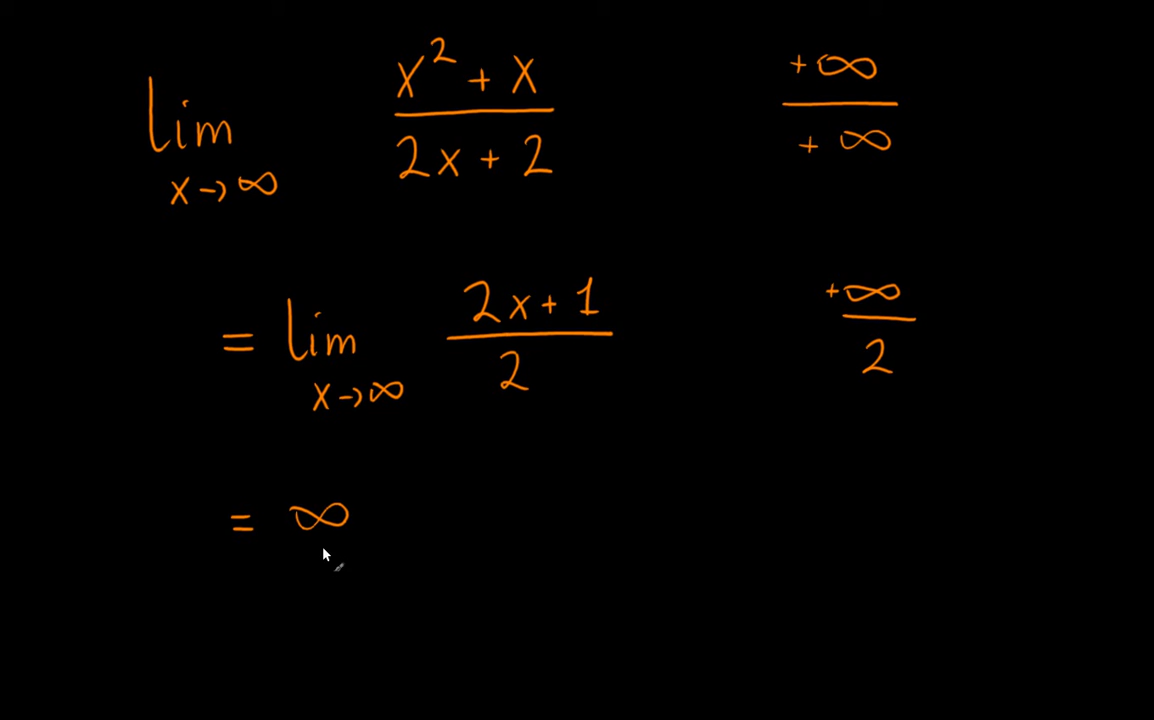 lim x→∞ (x² + x)/(2x + 2) +∞/+∞
= lim x→∞ (2x + 1)/2 +∞/2
= ∞